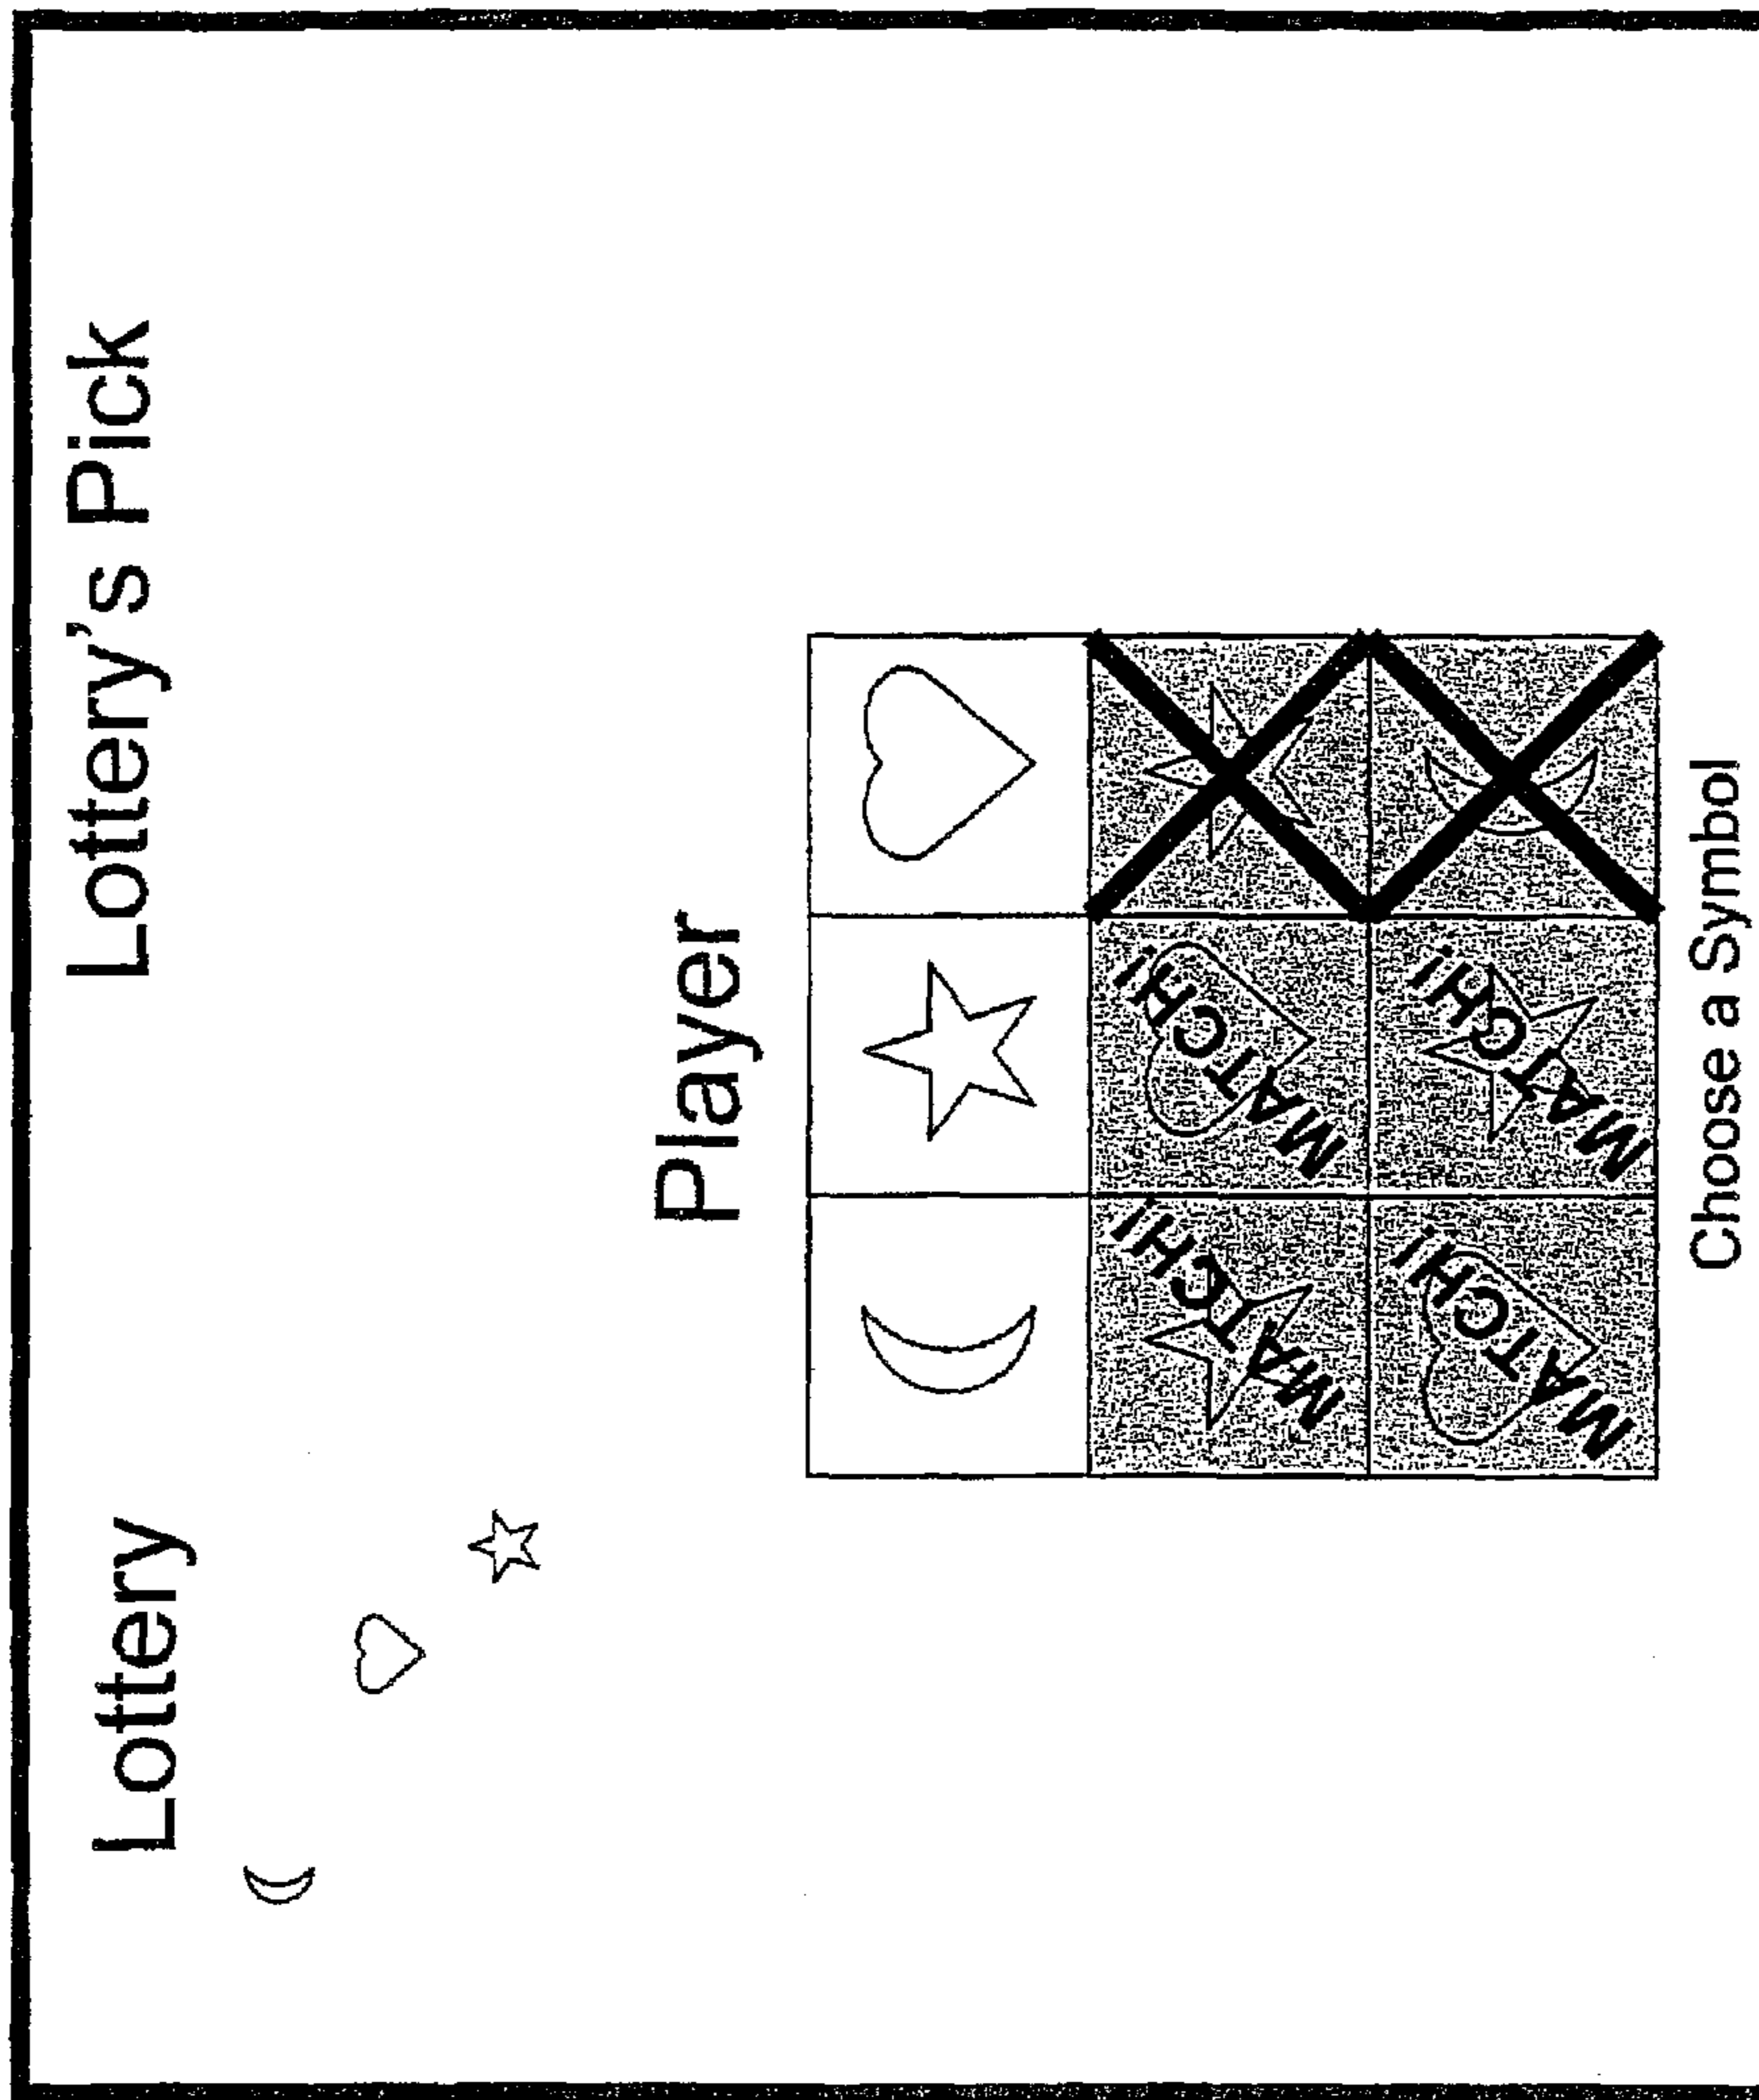 Lottery
Lottery's Pick
Player
MATCH!
MATCH!
MATCH!
MATCH!
Choose a Symbol